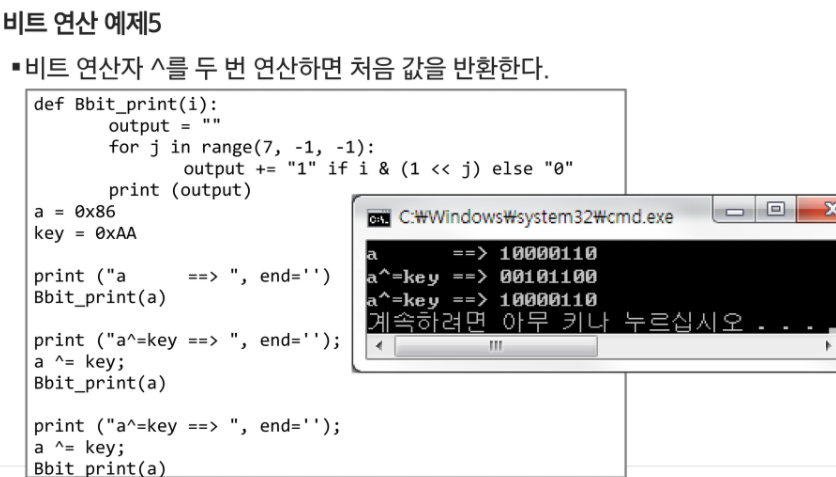 비트 연산 예제5
▪비트 연산자 ^를 두 번 연산하면 처음 값을 반환한다.
def Bbit_print(i):
        output = ""
        for j in range(7, -1, -1):
                output += "1" if i & (1 << j) else "0"
        print (output)
a = 0x86
key = 0xAA
print ("a       ==> ", end='')
Bbit_print(a)
print ("a^=key ==> ", end='');
a ^= key;
Bbit_print(a)
print ("a^=key ==> ", end='');
a ^= key;
Bbit_print(a)
C:\. C:₩Windows₩system32₩cmd.exe
a       ==> 10000110
a^=key ==> 00101100
a^=key ==> 10000110
계속하려면 아무 키나 누르십시오 . . .